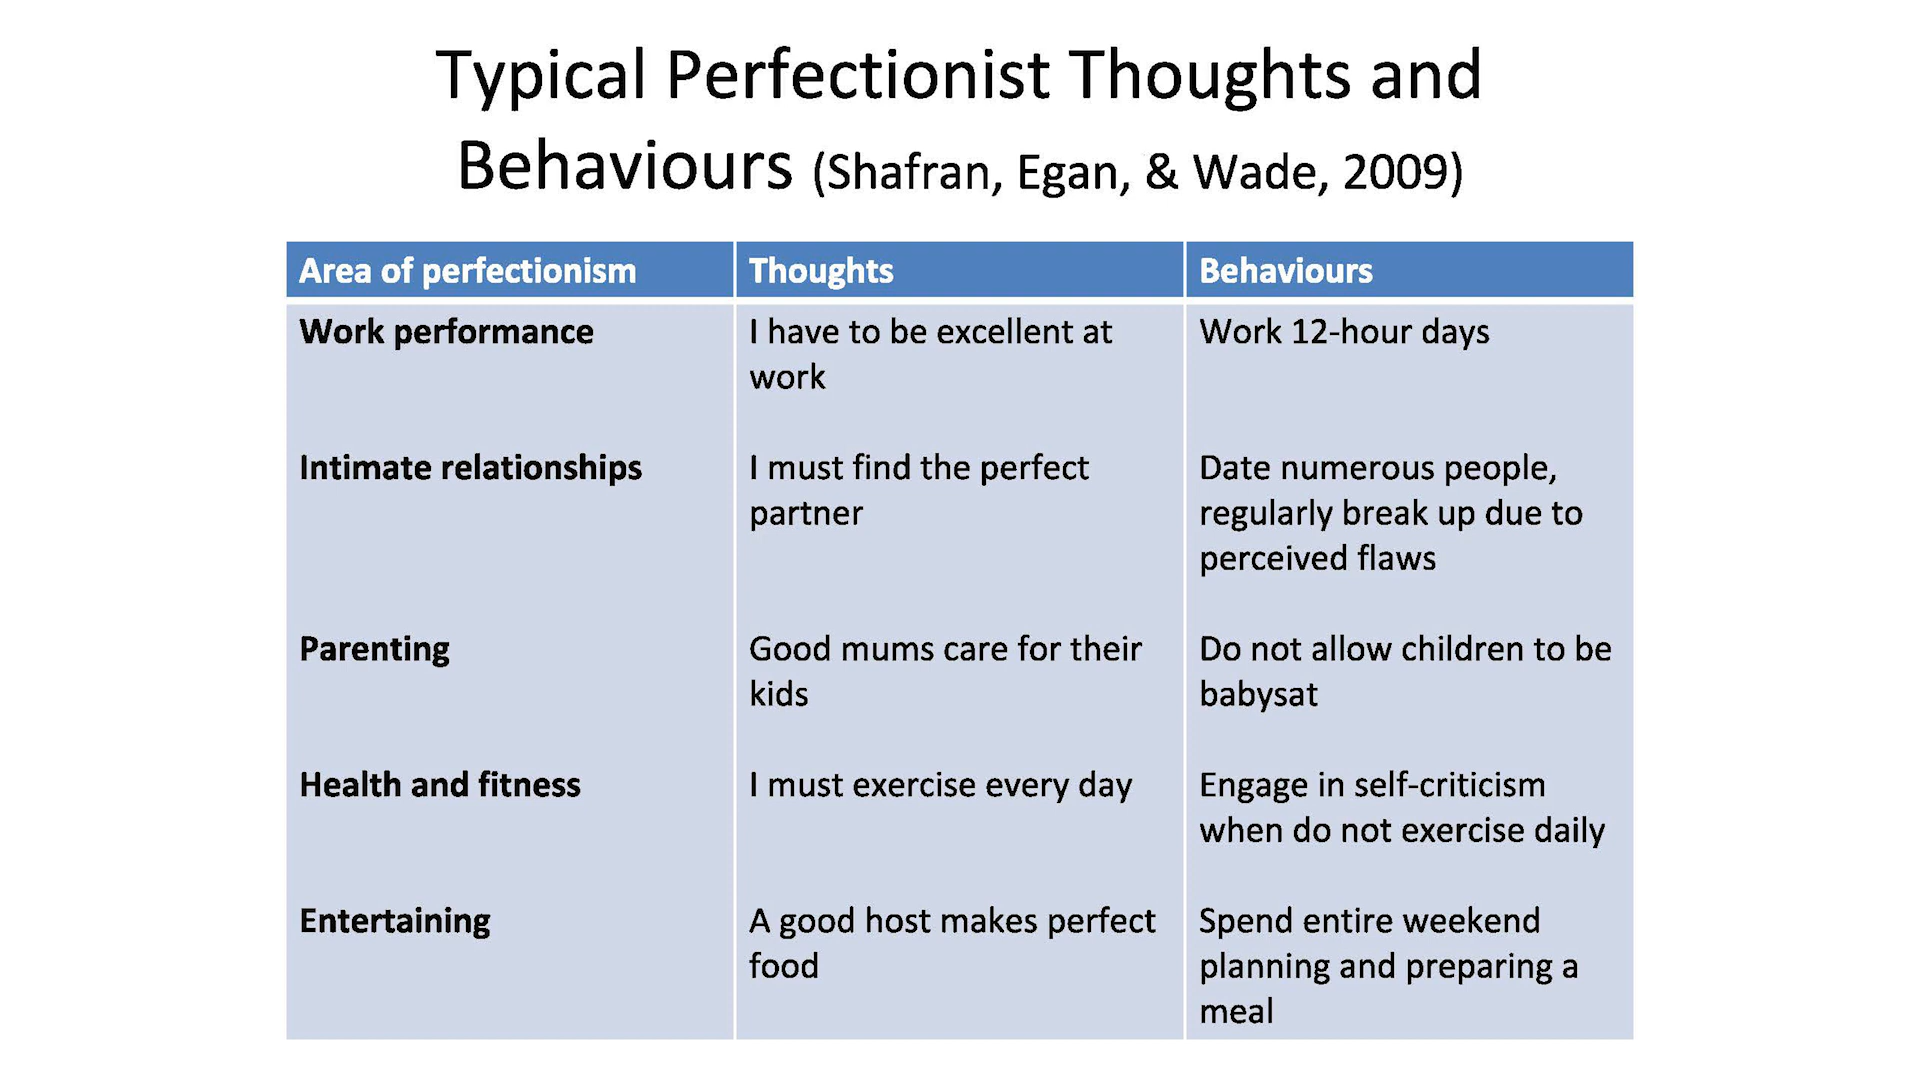 Typical Perfectionist Thoughts and
Behaviours (Shafran, Egan, & Wade, 2009)
Area of perfectionism
Thoughts
Behaviours
Work performance
I have to be excellent at
work
Work 12-hour days
Intimate relationships
I must find the perfect
partner
Date numerous people,
regularly break up due to
perceived flaws
Parenting
Good mums care for their
kids
Do not allow children to be
babysat
Health and fitness
I must exercise every day
Engage in self-criticism
when do not exercise daily
Entertaining
A good host makes perfect
food
Spend entire weekend
planning and preparing a
meal